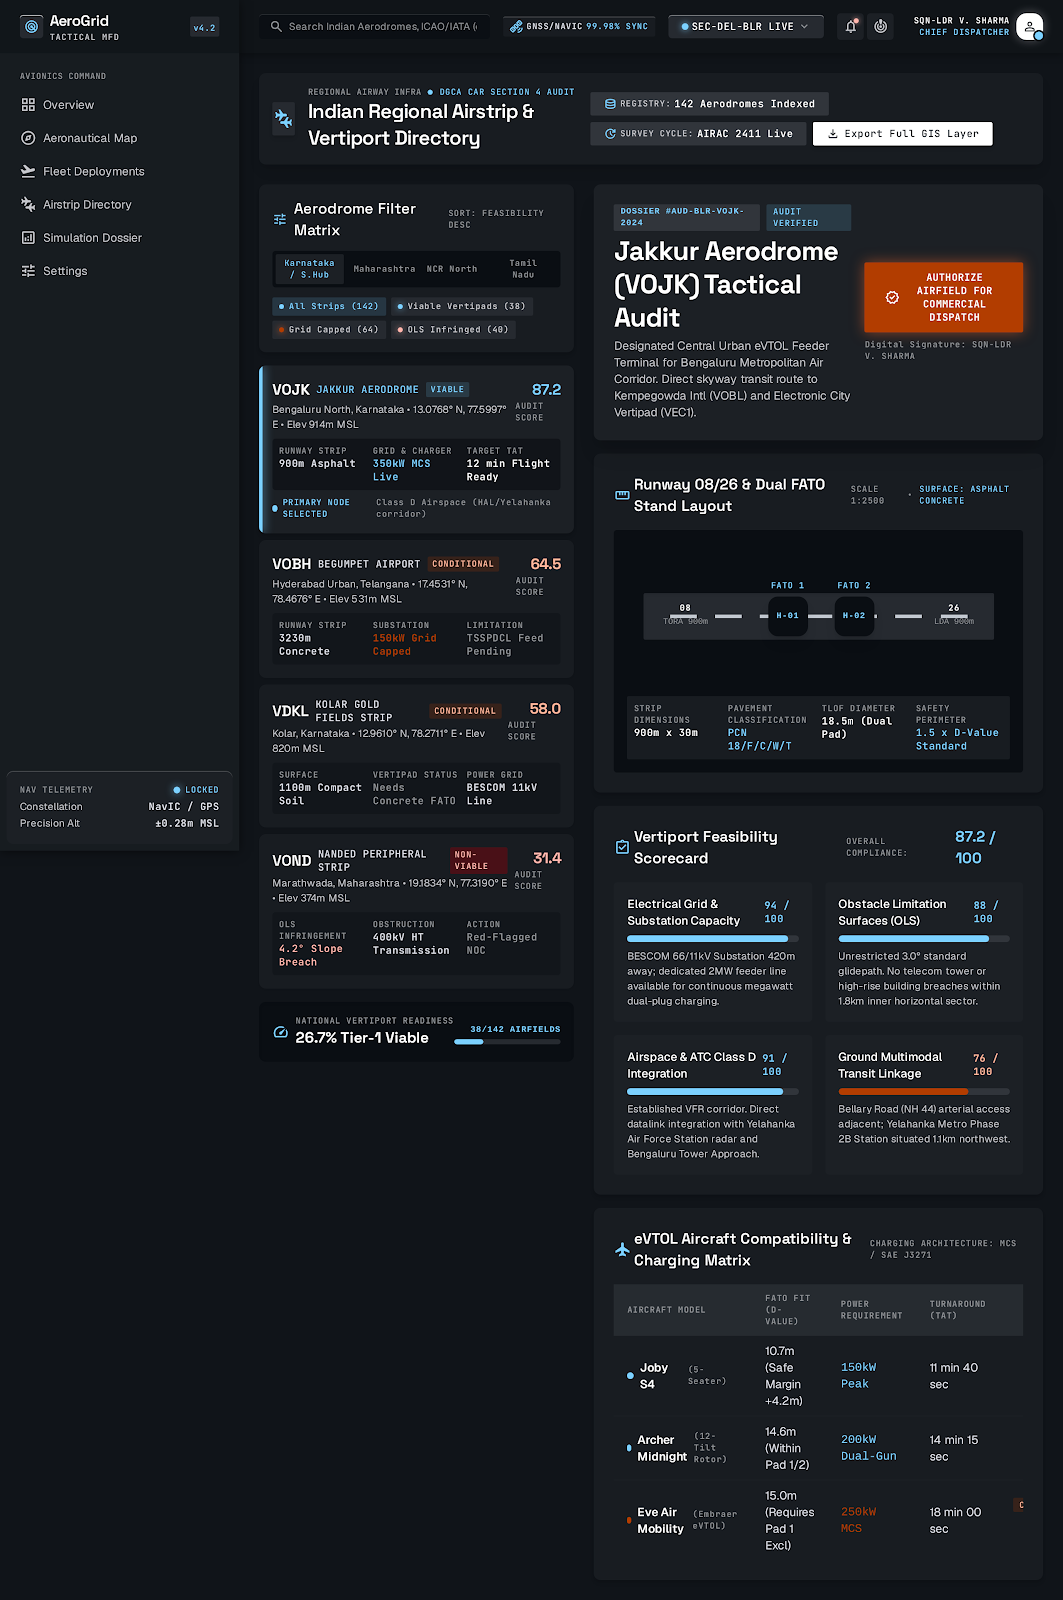 AeroGrid
TACTICAL MFD
v4.2
Search Indian Aerodromes, ICAO/IATA (
GNSS/NAVIC 99.98% SYNC
SEC-DEL-BLR LIVE
SQN-LDR V. SHARMA
CHIEF DISPATCHER
AVIONICS COMMAND
Overview
Aeronautical Map
Fleet Deployments
Airstrip Directory
Simulation Dossier
Settings
NAV TELEMETRY
LOCKED
Constellation
NavIC / GPS
Precision Alt
±0.28m MSL
REGIONAL AIRWAY INFRA
DGCA CAR SECTION 4 AUDIT
Indian Regional Airstrip &
Vertiport Directory
REGISTRY: 142 Aerodromes Indexed
SURVEY CYCLE: AIRAC 2411 Live
Export Full GIS Layer
Aerodrome Filter
Matrix
SORT: FEASIBILITY
DESC
Karnataka
/ S.Hub
Maharashtra
NCR North
Tamil
Nadu
All Strips (142)
Viable Vertipads (38)
Grid Capped (64)
OLS Infringed (40)
VOJK
JAKKUR AERODROME
VIABLE
87.2
AUDIT
SCORE
Bengaluru North, Karnataka • 13.0768° N, 77.5997°
E • Elev 914m MSL
RUNWAY STRIP
900m Asphalt
GRID & CHARGER
350kW MCS
Live
TARGET TAT
12 min Flight
Ready
PRIMARY NODE
SELECTED
Class D Airspace (HAL/Yelahanka
corridor)
VOBH
BEGUMPET AIRPORT
CONDITIONAL
64.5
AUDIT
SCORE
Hyderabad Urban, Telangana • 17.4531° N,
78.4676° E • Elev 531m MSL
RUNWAY STRIP
3230m
Concrete
SUBSTATION
150kW Grid
Capped
LIMITATION
TSSPDCL Feed
Pending
VDKL
KOLAR GOLD
FIELDS STRIP
CONDITIONAL
58.0
AUDIT
SCORE
Kolar, Karnataka • 12.9610° N, 78.2711° E • Elev
820m MSL
SURFACE
1100m Compact
Soil
VERTIPAD STATUS
Needs
Concrete FATO
POWER GRID
BESCOM 11kV
Line
VOND
NANDED PERIPHERAL
STRIP
NON-
VIABLE
31.4
AUDIT
SCORE
Marathwada, Maharashtra • 19.1834° N, 77.3190° E
• Elev 374m MSL
OLS
INFRINGEMENT
4.2° Slope
Breach
OBSTRUCTION
400kV HT
Transmission
ACTION
Red-Flagged
NOC
NATIONAL VERTIPORT READINESS
26.7% Tier-1 Viable
38/142 AIRFIELDS
DOSSIER #AUD-BLR-VOJK-
2024
AUDIT
VERIFIED
Jakkur Aerodrome
(VOJK) Tactical
Audit
Designated Central Urban eVTOL Feeder
Terminal for Bengaluru Metropolitan Air
Corridor. Direct skyway transit route to
Kempegowda Intl (VOBL) and Electronic City
Vertipad (VEC1).
AUTHORIZE
AIRFIELD FOR
COMMERCIAL
DISPATCH
Digital Signature: SQN-LDR
V. SHARMA
Runway 08/26 & Dual FATO
Stand Layout
SCALE
1:2500
•
SURFACE: ASPHALT
CONCRETE
FATO 1
FATO 2
08
TORA 900m
H-01
H-02
26
LDA 900m
STRIP
DIMENSIONS
900m x 30m
PAVEMENT
CLASSIFICATION
PCN
18/F/C/W/T
TLOF DIAMETER
18.5m (Dual
Pad)
SAFETY
PERIMETER
1.5 x D-Value
Standard
Vertiport Feasibility
Scorecard
OVERALL
COMPLIANCE:
87.2 /
100
Electrical Grid &
Substation Capacity
94 /
100
BESCOM 66/11kV Substation 420m
away; dedicated 2MW feeder line
available for continuous megawatt
dual-plug charging.
Obstacle Limitation
Surfaces (OLS)
88 /
100
Unrestricted 3.0° standard
glidepath. No telecom tower or
high-rise building breaches within
1.8km inner horizontal sector.
Airspace & ATC Class D
Integration
91 /
100
Established VFR corridor. Direct
datalink integration with Yelahanka
Air Force Station radar and
Bengaluru Tower Approach.
Ground Multimodal
Transit Linkage
76 /
100
Bellary Road (NH 44) arterial access
adjacent; Yelahanka Metro Phase
2B Station situated 1.1km northwest.
eVTOL Aircraft Compatibility &
Charging Matrix
CHARGING ARCHITECTURE: MCS
/ SAE J3271
AIRCRAFT MODEL
FATO FIT
(D-
VALUE)
POWER
REQUIREMENT
TURNAROUND
(TAT)
Joby
S4
(5-
Seater)
10.7m
(Safe
Margin
+4.2m)
150kW
Peak
11 min 40
sec
Archer
Midnight
(12-
Tilt
Rotor)
14.6m
(Within
Pad 1/2)
200kW
Dual-Gun
14 min 15
sec
Eve Air
Mobility
(Embraer
eVTOL)
15.0m
(Requires
Pad 1
Excl)
250kW
MCS
18 min 00
sec
C